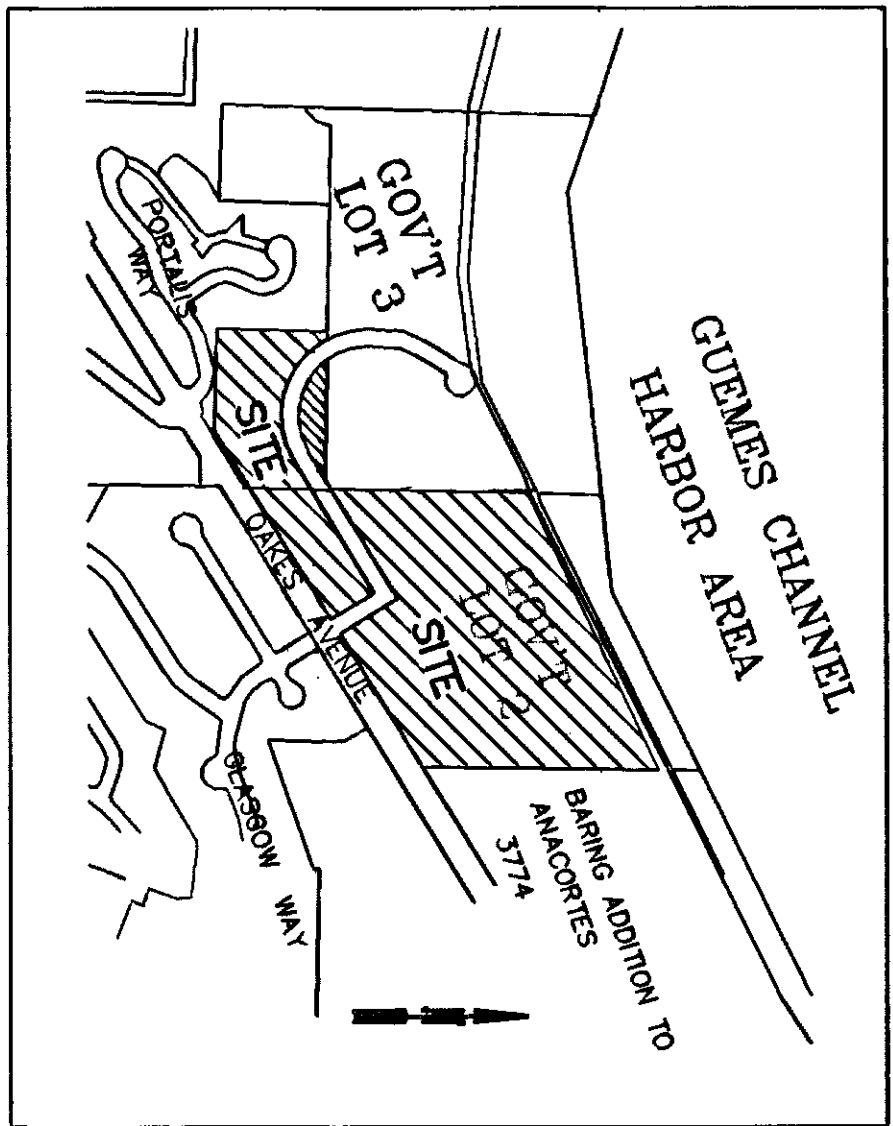 GUEMES CHANNEL
HARBOR AREA
GOV'T
LOT 3
GOV'T
LOT 2
SITE
SITE
PORTALIS
WAY
OAKES AVENUE
GLASGOW WAY
BARING ADDITION TO
ANACORTES
3774